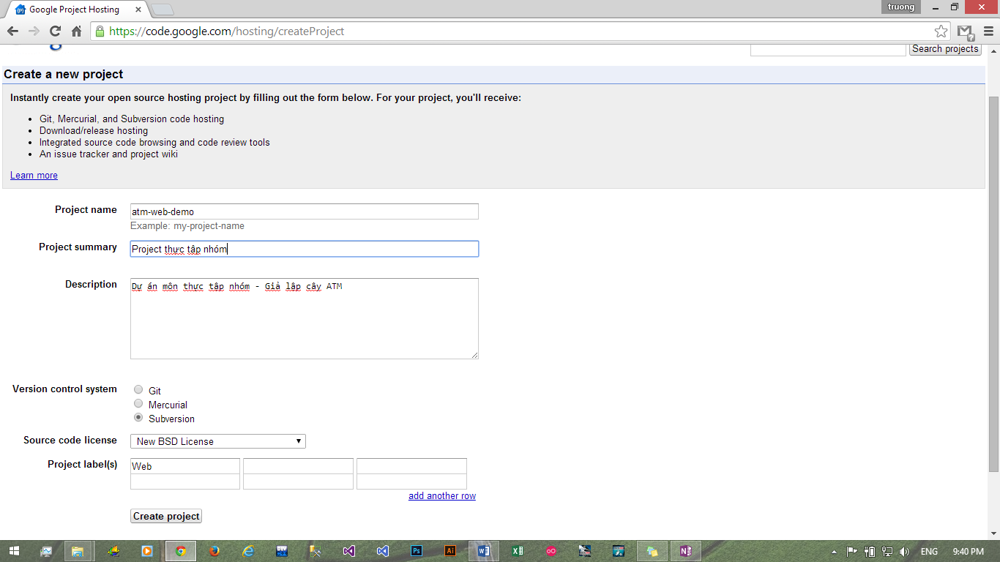 Google Project Hosting
truong
https://code.google.com/hosting/createProject
Search projects
Create a new project
Instantly create your open source hosting project by filling out the form below. For your project, you'll receive:
Git, Mercurial, and Subversion code hosting
Download/release hosting
Integrated source code browsing and code review tools
An issue tracker and project wiki
Learn more
Project name atm-web-demo
Example: my-project-name
Project summary Project thực tập nhóm
Description Dự án môn thực tập nhóm - Giả lập cây ATM
Version control system Git
Mercurial
Subversion
Source code license New BSD License
Project label(s) Web
add another row
Create project
ENG 9:40 PM